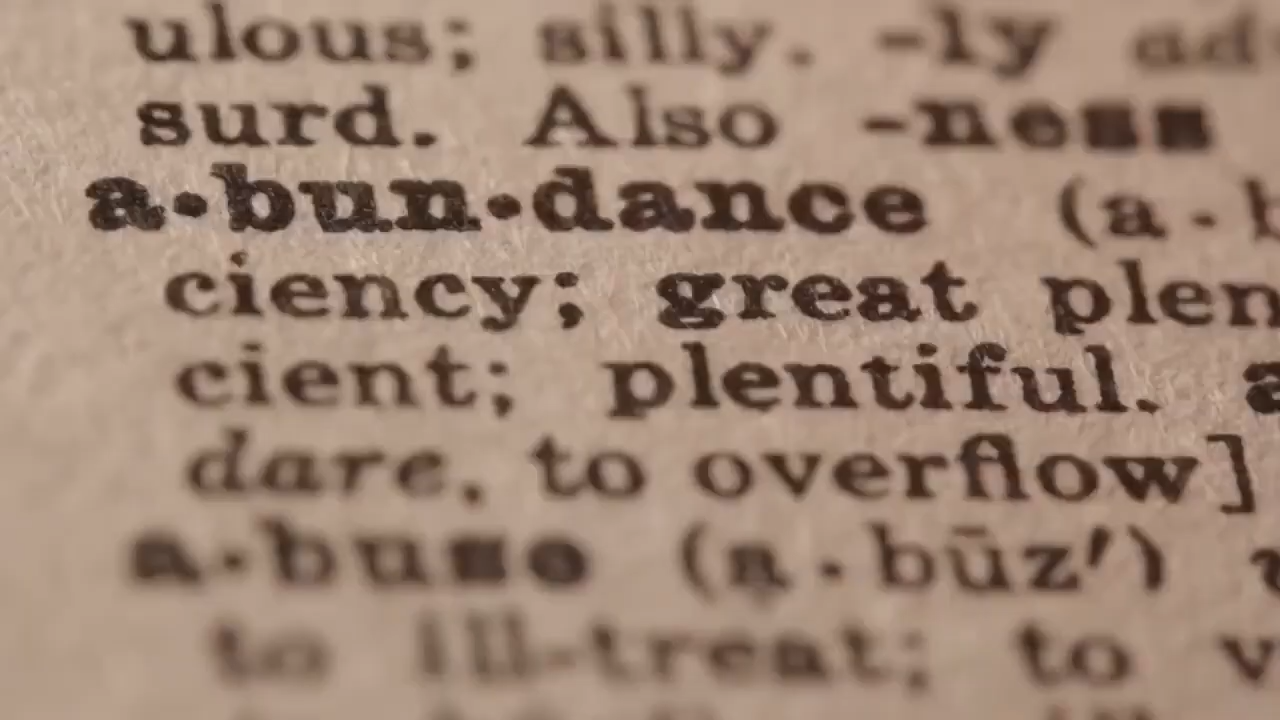 ulous; silly. -ly ad
surd. Also -ness
a•bun•dance (a-b
ciency; great plen
cient; plentiful. a
dare, to overflow]
a•buse (a•būz′) v
to ill-treat; to v